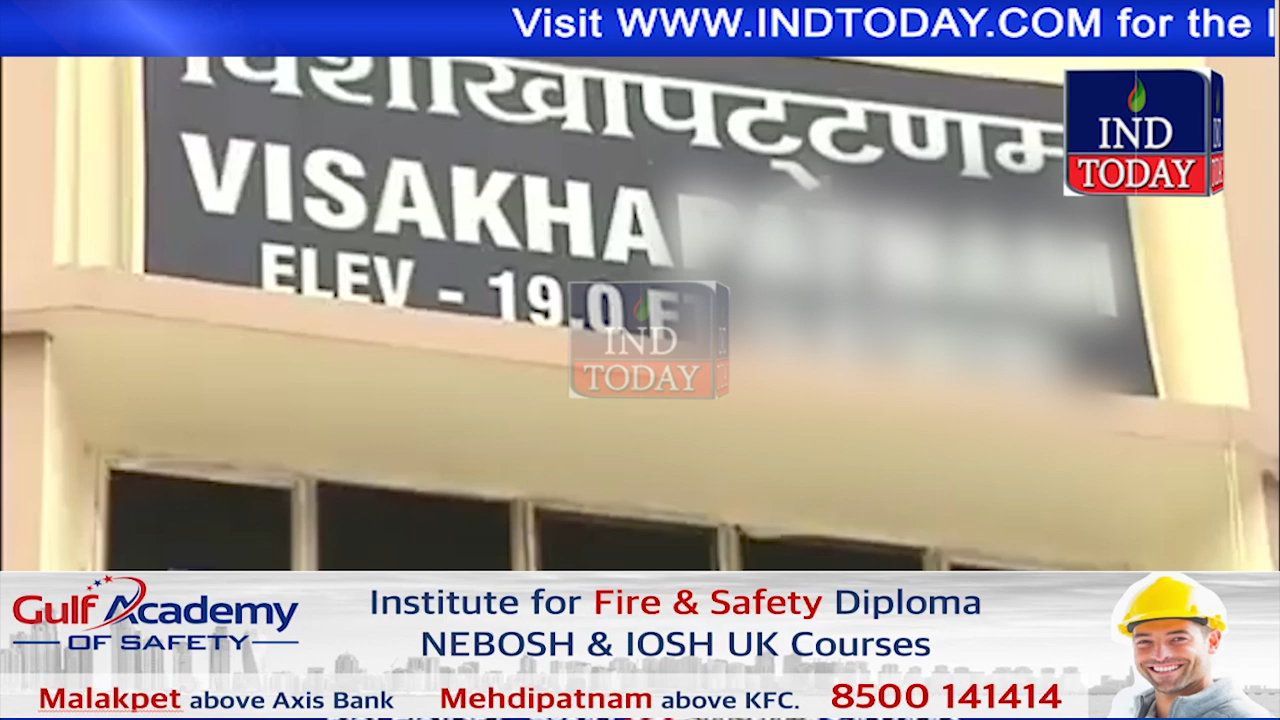 Visit WWW.INDTODAY.COM for the
विशाखापट्टणम
IND
TODAY
VISAKHA
ELEV - 19.0 FT
IND
TODAY
Gulf Academy
OF SAFETY
Institute for Fire & Safety Diploma
NEBOSH & IOSH UK Courses
Malakpet above Axis Bank
Mehdipatnam above KFC.
8500 141414